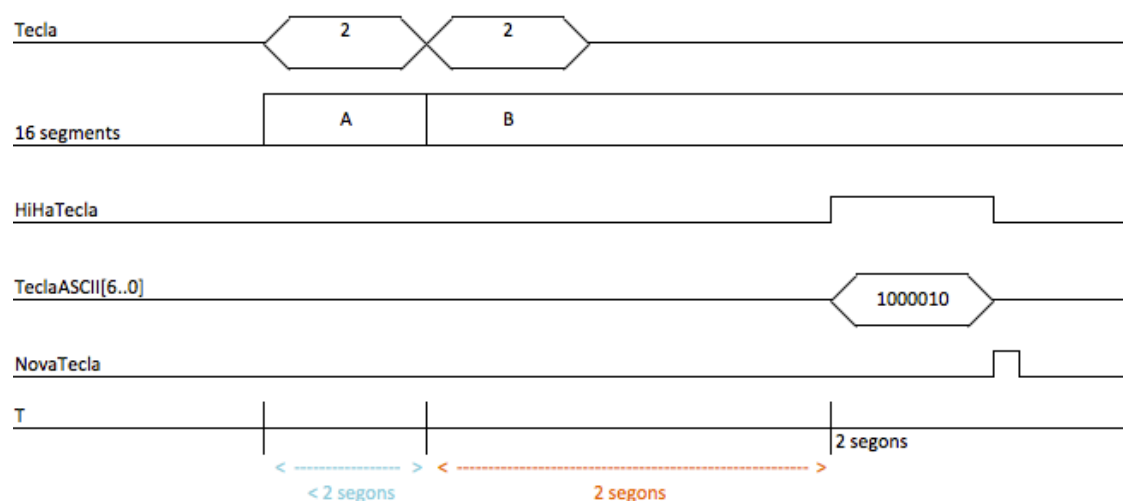 Tecla
2
2
16 segments
A
B
HiHaTecla
TeclaASCII[6..0]
1000010
NovaTecla
T
2 segons
< ----------------- > < ---------------------------------------------------------- >
< 2 segons
2 segons